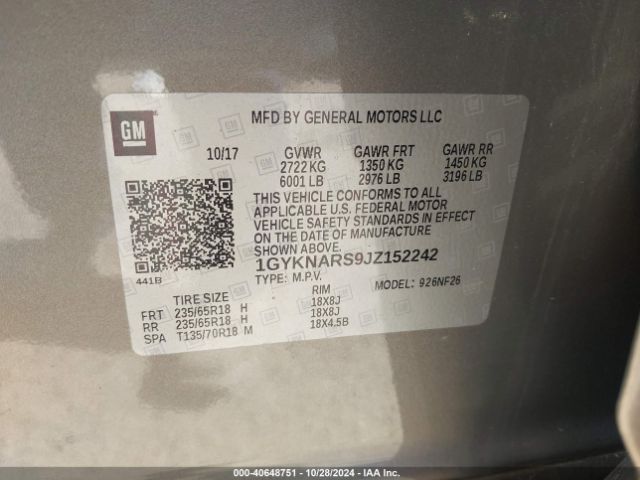 GM
MFD BY GENERAL MOTORS LLC
10/17 GVWR GAWR FRT GAWR RR
2722 KG 1350 KG 1450 KG
6001 LB 2976 LB 3196 LB
THIS VEHICLE CONFORMS TO ALL
APPLICABLE U.S. FEDERAL MOTOR
VEHICLE SAFETY STANDARDS IN EFFECT
ON THE DATE OF MANUFACTURE
SHOWN ABOVE.
1GYKNARS9JZ152242
441B TYPE: M.P.V. MODEL: 926NF26
TIRE SIZE RIM
FRT 235/65R18 H 18X8J
RR 235/65R18 H 18X8J
SPA T135/70R18 M 18X4.5B
000-40648751 | 10/28/2024 - IAA Inc.